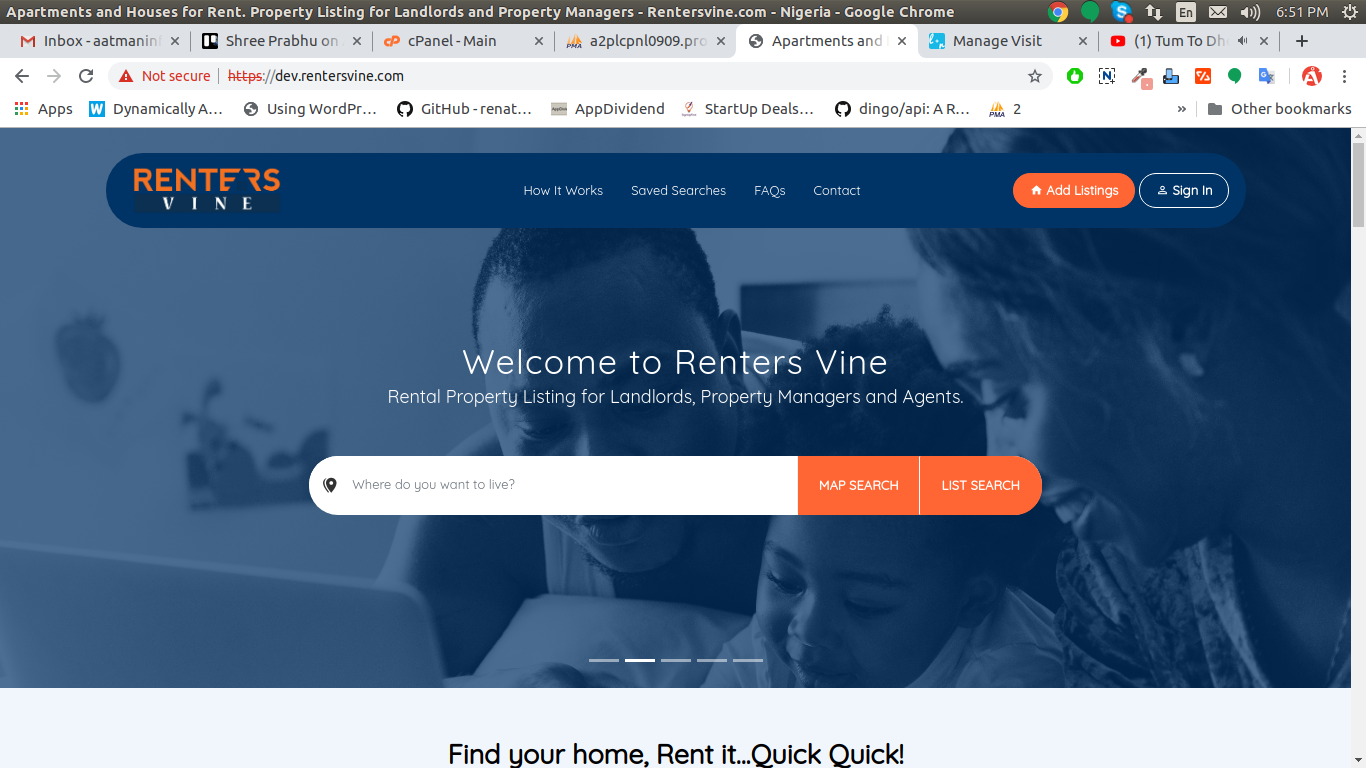 Apartments and Houses for Rent. Property Listing for Landlords and Property Managers - Rentersvine.com - Nigeria - Google Chrome
En
6:51 PM
Inbox - aatmanin
Shree Prabhu on
cPanel - Main
a2plcpnl0909.pro
Apartments and
Manage Visit
(1) Tum To Dh
Not secure
https://dev.rentersvine.com
Apps
Dynamically A...
Using WordPr...
GitHub - renat...
AppDividend
StartUp Deals...
dingo/api: A R...
2
»
Other bookmarks
RENTERS
VINE
How It Works
Saved Searches
FAQs
Contact
Add Listings
Sign In
Welcome to Renters Vine
Rental Property Listing for Landlords, Property Managers and Agents.
Where do you want to live?
MAP SEARCH
LIST SEARCH
Find your home, Rent it...Quick Quick!